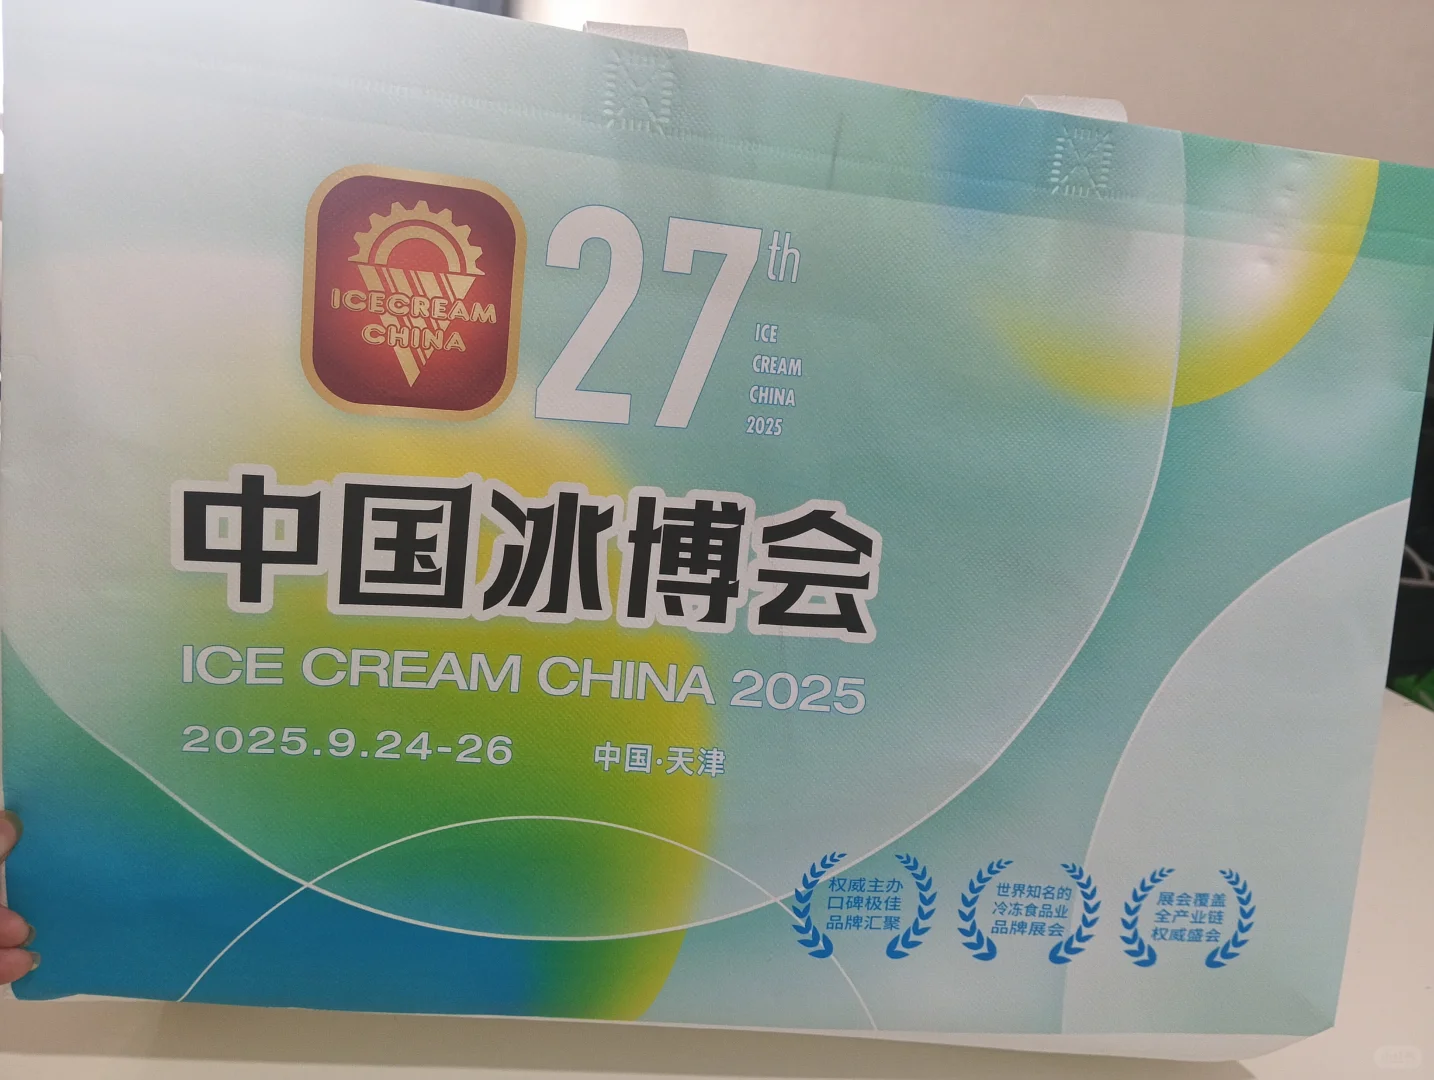 ICECREAM
CHINA
27th
ICE
CREAM
CHINA
2025
中国冰博会
ICE CREAM CHINA 2025
2025.9.24-26 中国·天津
权威主办
口碑极佳
品牌汇聚
世界知名的
冷冻食品业
品牌展会
展会覆盖
全产业链
权威盛会